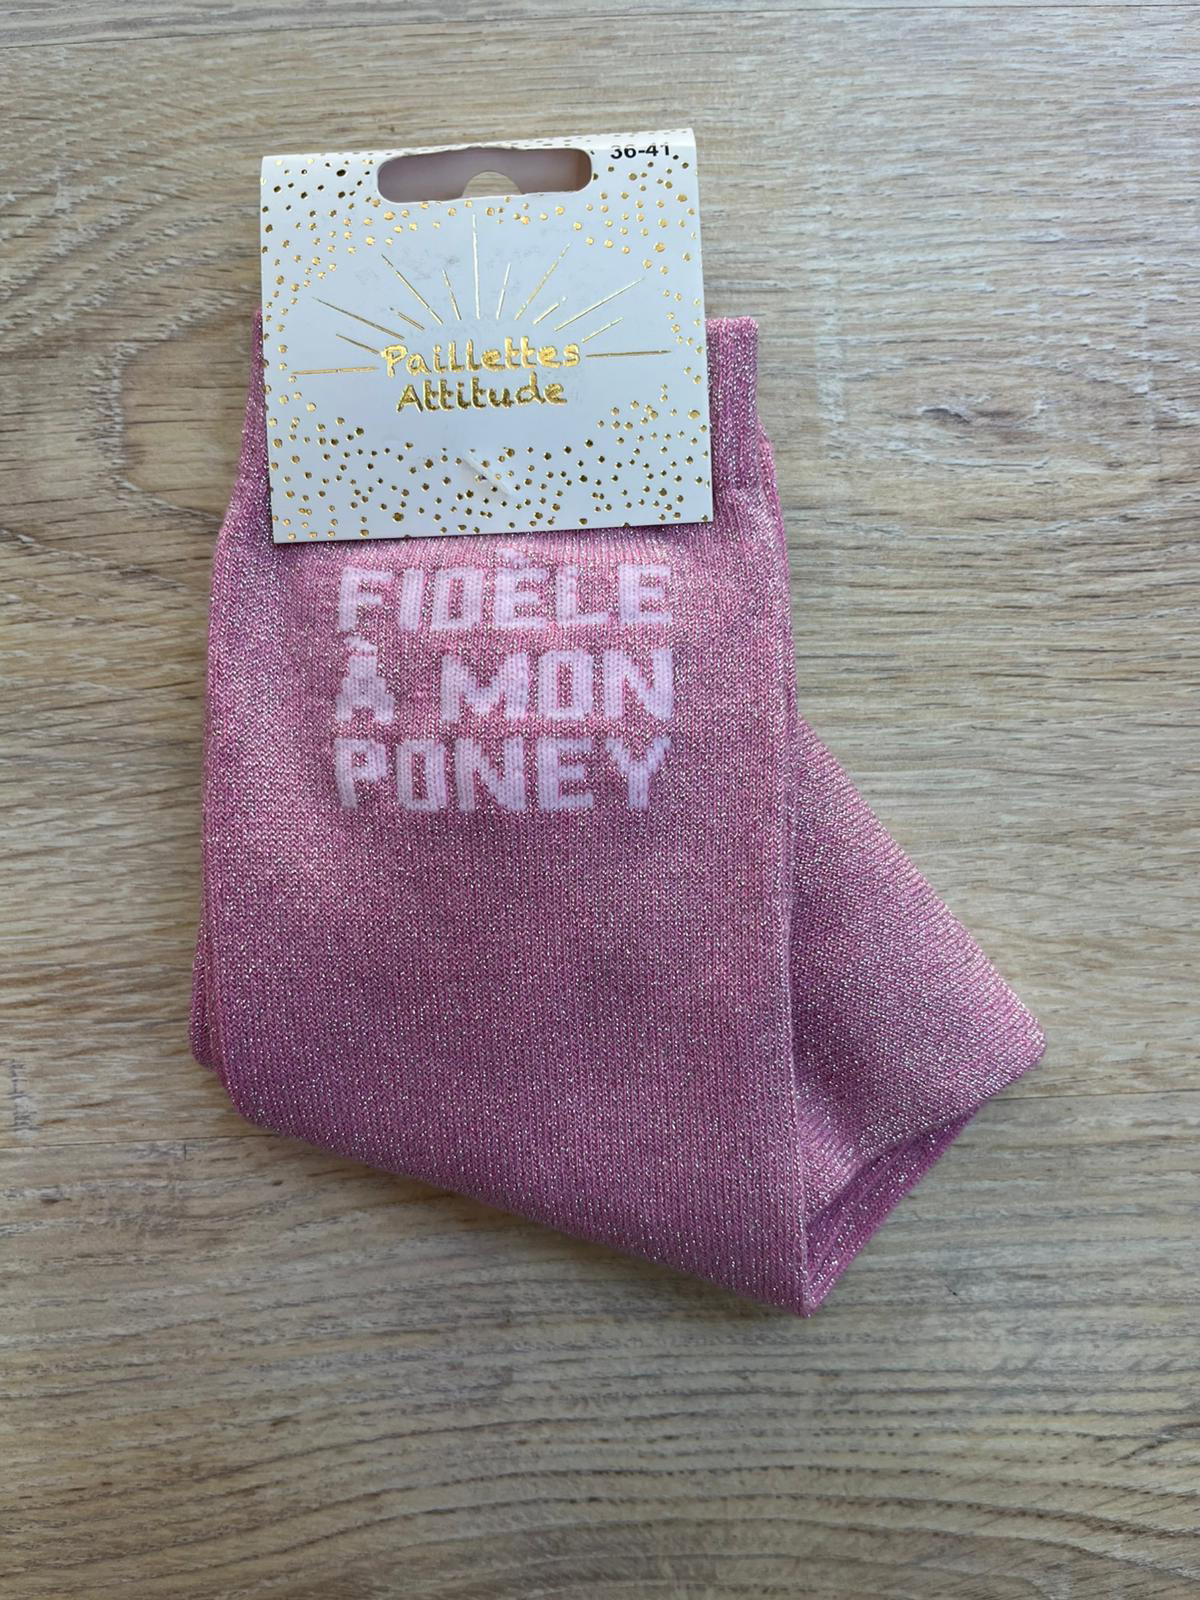 36-41
Paillettes
Attitude
FIDÈLE
À MON
PONEY